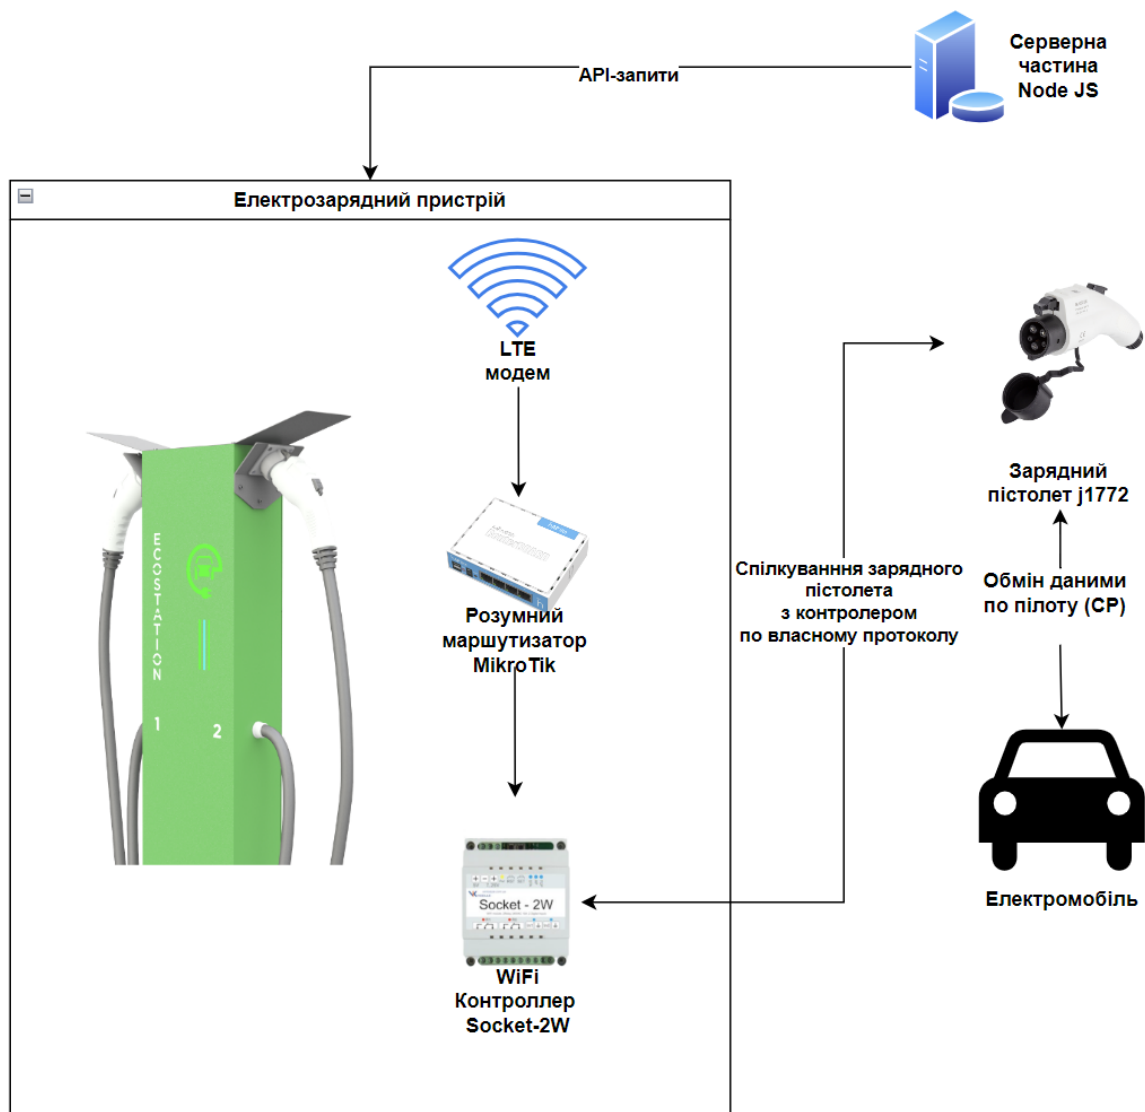 Серверна
частина
Node JS
API-запити
Електрозарядний пристрій
LTE
модем
ECOSTATION
1
2
Розумний
маршутизатор
MikroTik
Socket - 2W
WiFi
Контроллер
Socket-2W
Спілкуванння зарядного
пістолета
з контролером
по власному протоколу
Зарядний
пістолет j1772
Обмін даними
по пілоту (CP)
Електромобіль